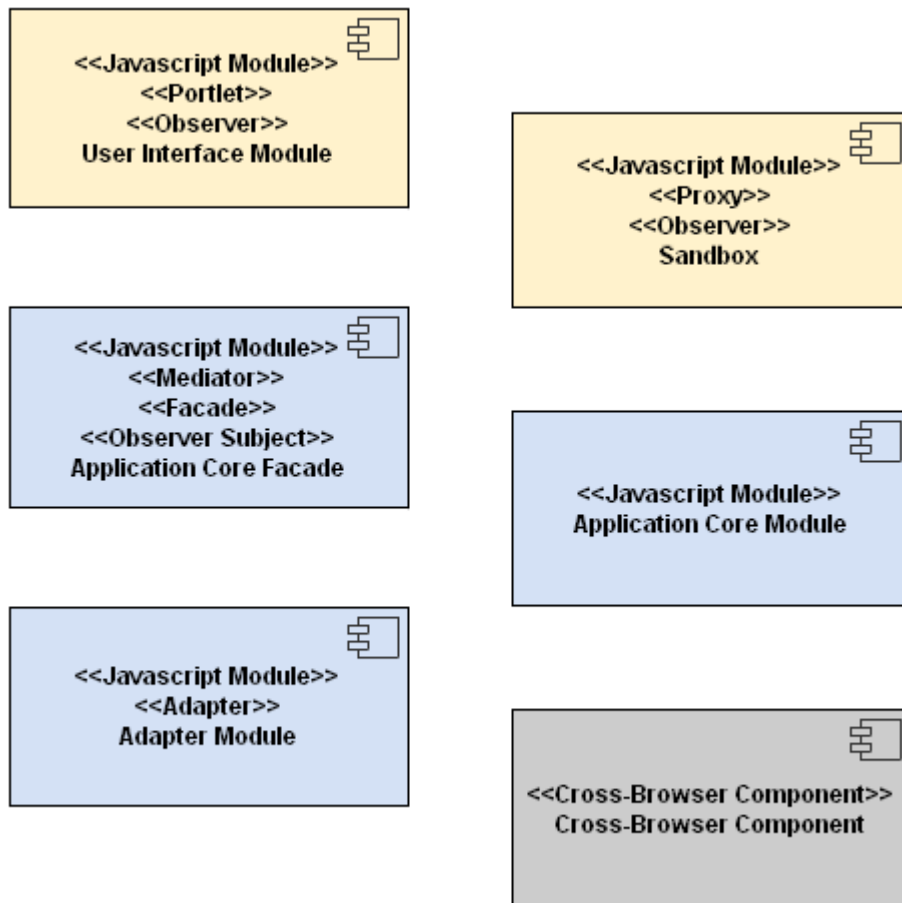 <<Javascript Module>>
<<Portlet>>
<<Observer>>
User Interface Module
<<Javascript Module>>
<<Proxy>>
<<Observer>>
Sandbox
<<Javascript Module>>
<<Mediator>>
<<Facade>>
<<Observer Subject>>
Application Core Facade
<<Javascript Module>>
Application Core Module
<<Javascript Module>>
<<Adapter>>
Adapter Module
<<Cross-Browser Component>>
Cross-Browser Component